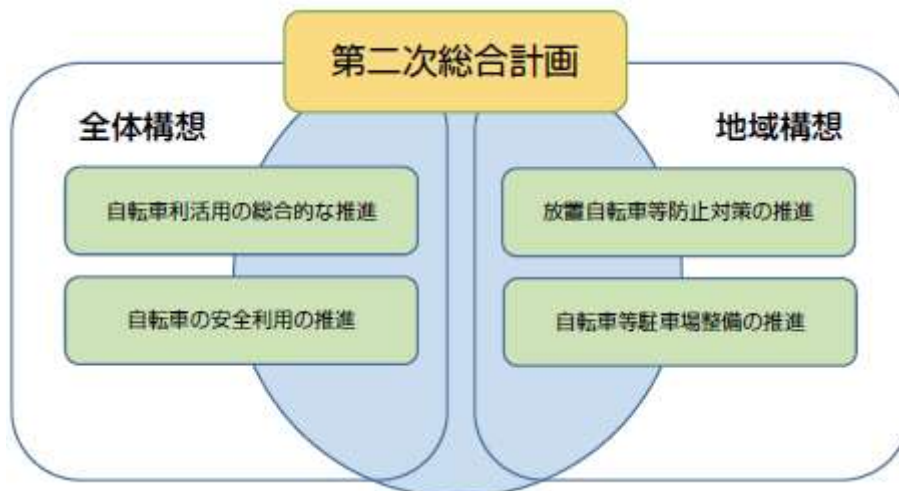 第二次総合計画
全体構想
自転車利活用の総合的な推進
自転車の安全利用の推進
地域構想
放置自転車等防止対策の推進
自転車等駐車場整備の推進